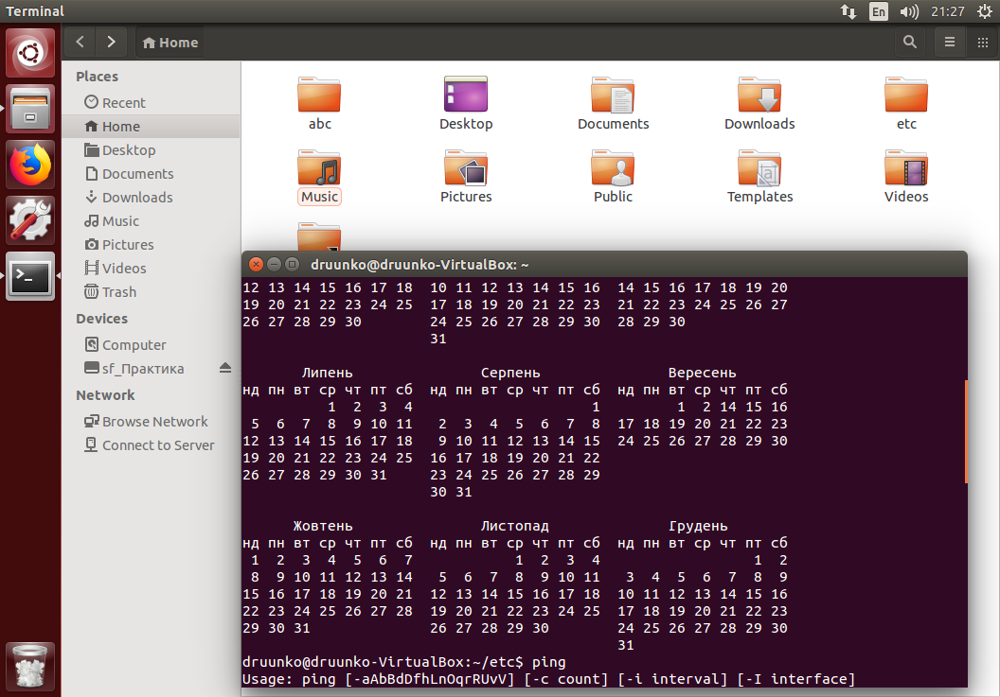 Terminal
En
21:27
Home
Places
Recent
Home
Desktop
Documents
Downloads
Music
Pictures
Videos
Trash
Devices
Computer
sf_Практика
Network
Browse Network
Connect to Server
abc Desktop Documents Downloads etc
Music Pictures Public Templates Videos
druunko@druunko-VirtualBox: ~
12 13 14 15 16 17 18  10 11 12 13 14 15 16  14 15 16 17 18 19 20
19 20 21 22 23 24 25  17 18 19 20 21 22 23  21 22 23 24 25 26 27
26 27 28 29 30        24 25 26 27 28 29 30  28 29 30
                      31
       Липень               Серпень               Вересень
нд пн вт ср чт пт сб  нд пн вт ср чт пт сб  нд пн вт ср чт пт сб
          1  2  3  4                     1         1  2 14 15 16
 5  6  7  8  9 10 11   2  3  4  5  6  7  8  17 18 19 20 21 22 23
12 13 14 15 16 17 18   9 10 11 12 13 14 15  24 25 26 27 28 29 30
19 20 21 22 23 24 25  16 17 18 19 20 21 22
26 27 28 29 30 31     23 24 25 26 27 28 29
                      30 31
      Жовтень               Листопад              Грудень
нд пн вт ср чт пт сб  нд пн вт ср чт пт сб  нд пн вт ср чт пт сб
 1  2  3  4  5  6  7            1  2  3  4                  1  2
 8  9 10 11 12 13 14   5  6  7  8  9 10 11   3  4  5  6  7  8  9
15 16 17 18 19 20 21  12 13 14 15 16 17 18  10 11 12 13 14 15 16
22 23 24 25 26 27 28  19 20 21 22 23 24 25  17 18 19 20 21 22 23
29 30 31              26 27 28 29 30        24 25 26 27 28 29 30
                                            31
druunko@druunko-VirtualBox:~/etc$ ping
Usage: ping [-aAbBdDfhLnOqrRUvV] [-c count] [-i interval] [-I interface]